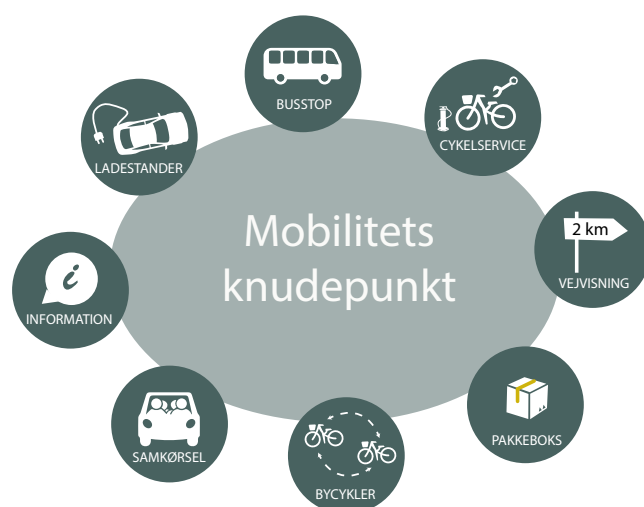 BUSSTOP
CYKELSERVICE
LADESTANDER
Mobilitets
knudepunkt
2 km
VEJVISNING
i
INFORMATION
PAKKEBOKS
SAMKØRSEL
BYCYKLER